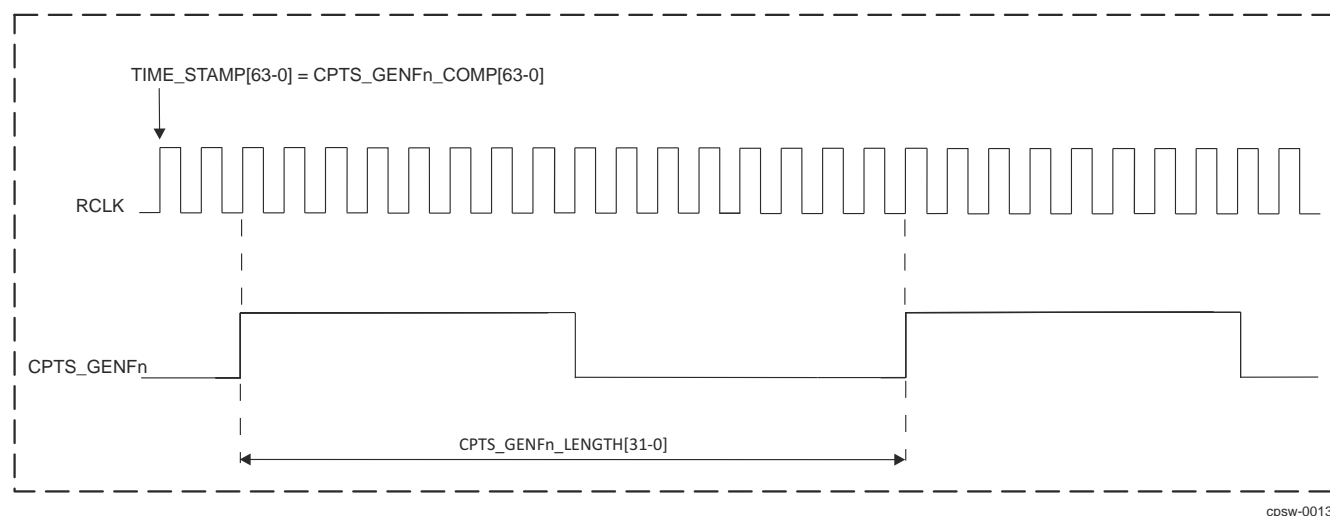 TIME_STAMP[63-0] = CPTS_GENFn_COMP[63-0]
RCLK
CPTS_GENFn
CPTS_GENFn_LENGTH[31-0]
cpsw-0013